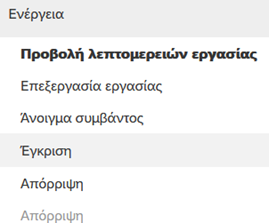 Ενέργεια
Προβολή λεπτομερειών εργασίας
Επεξεργασία εργασίας
Άνοιγμα συμβάντος
Έγκριση
Απόρριψη
Απόρριψη